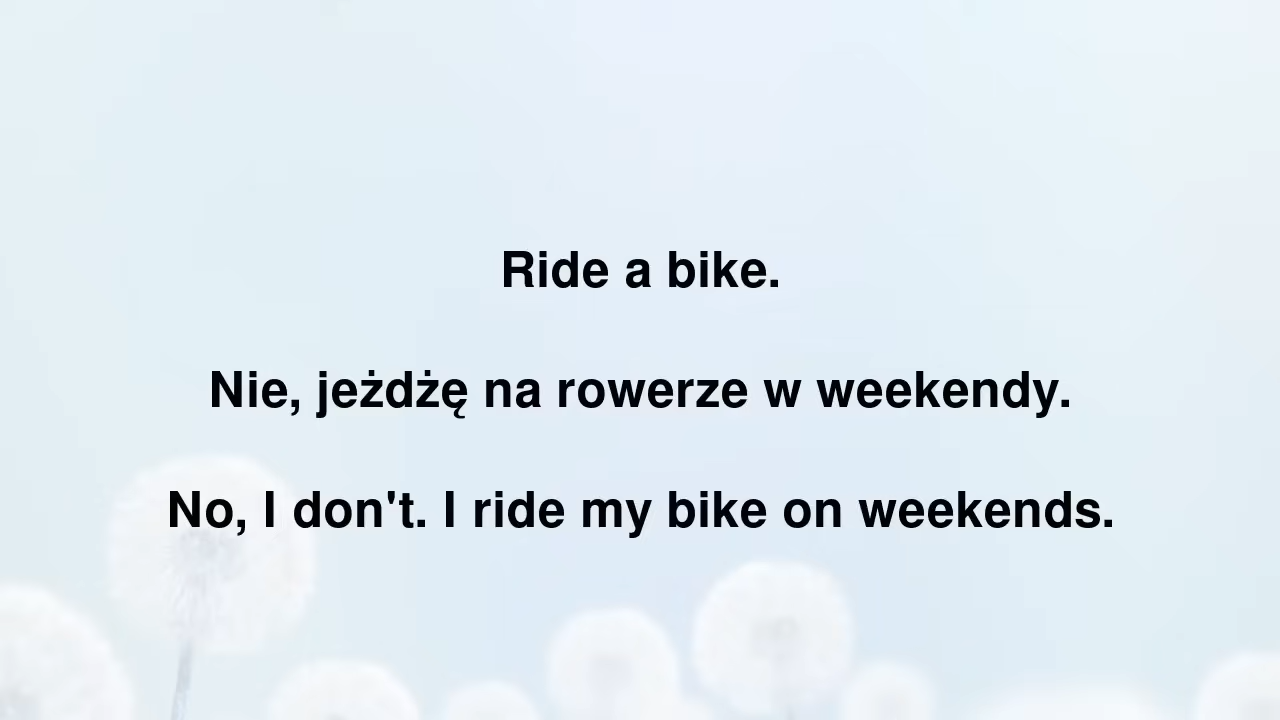 Ride a bike.
Nie, jeżdżę na rowerze w weekendy.
No, I don't. I ride my bike on weekends.